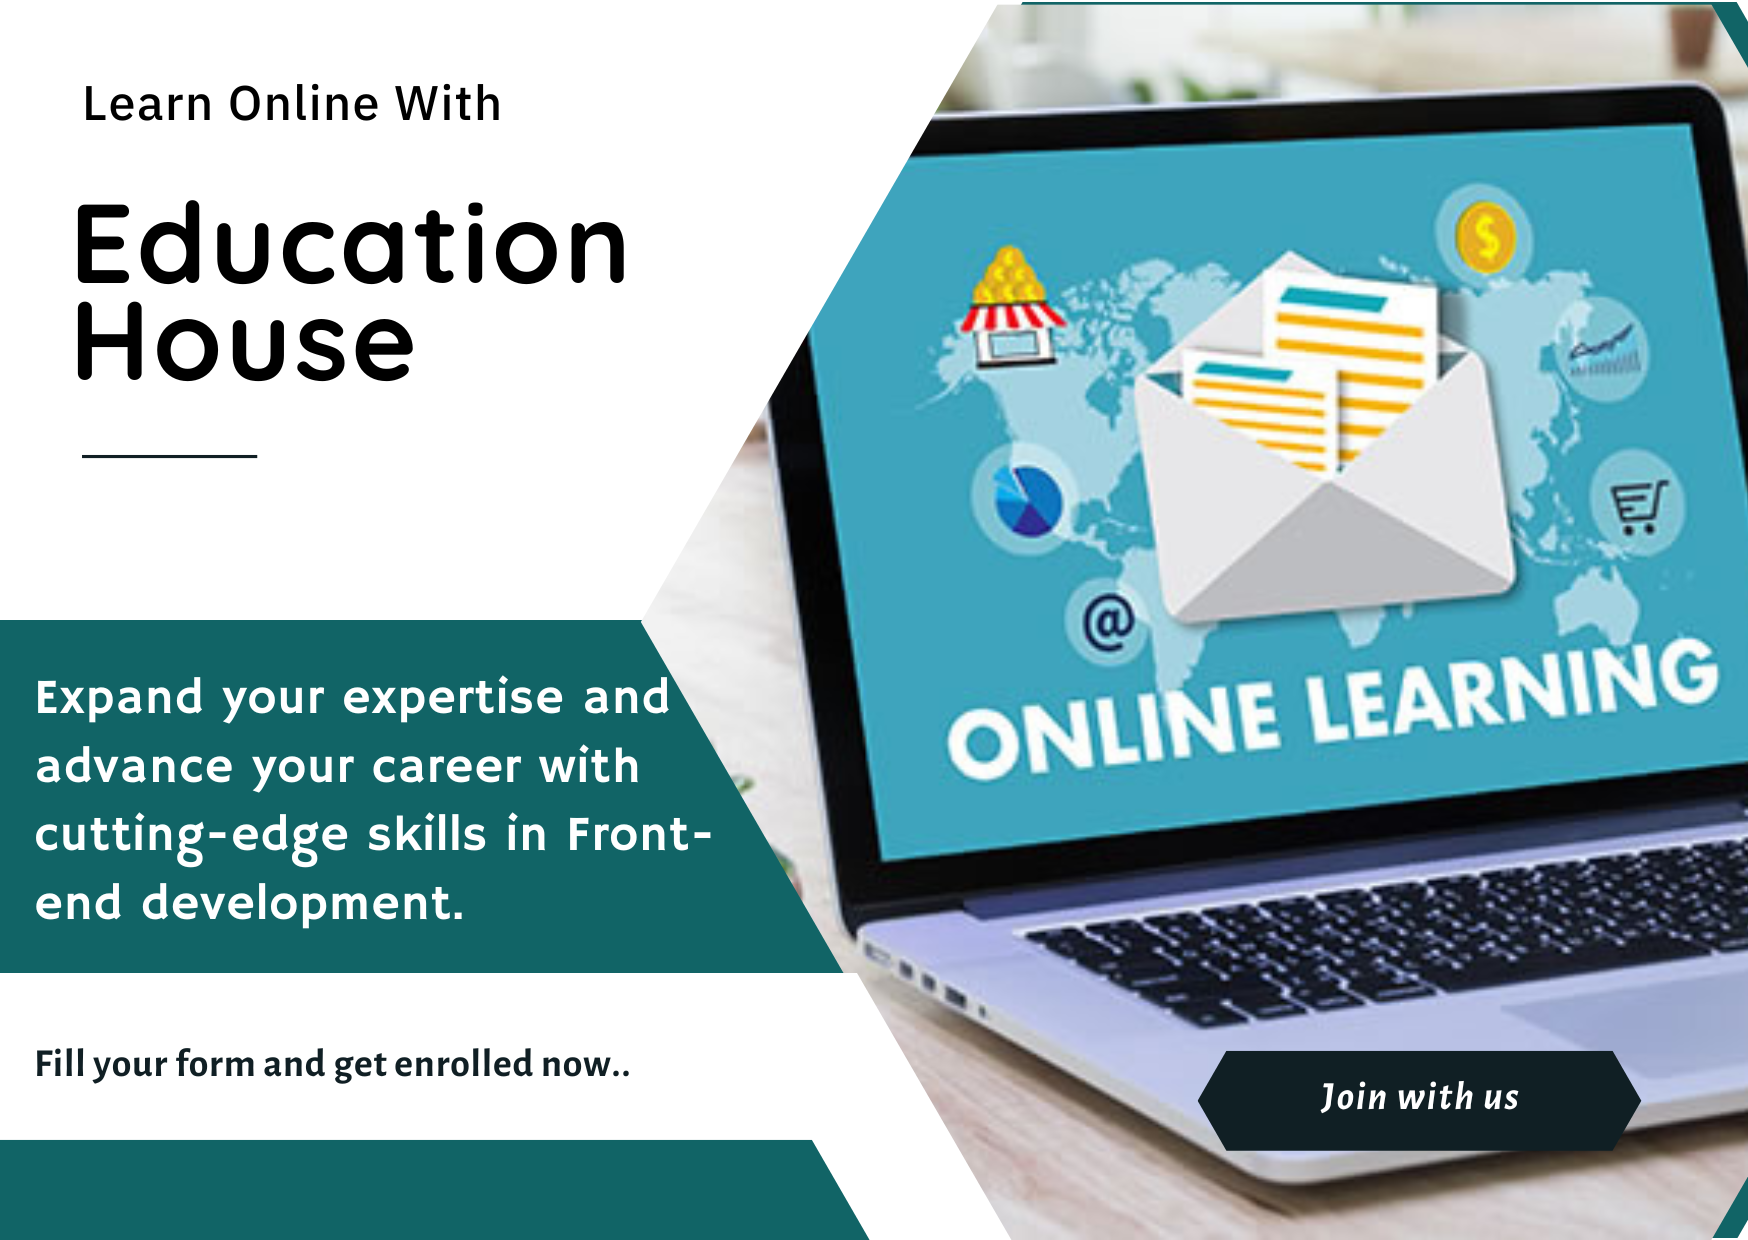 Learn Online With
Education
House
Expand your expertise and
advance your career with
cutting-edge skills in Front-
end development.
Fill your form and get enrolled now..
$
@
ONLINE LEARNING
Join with us